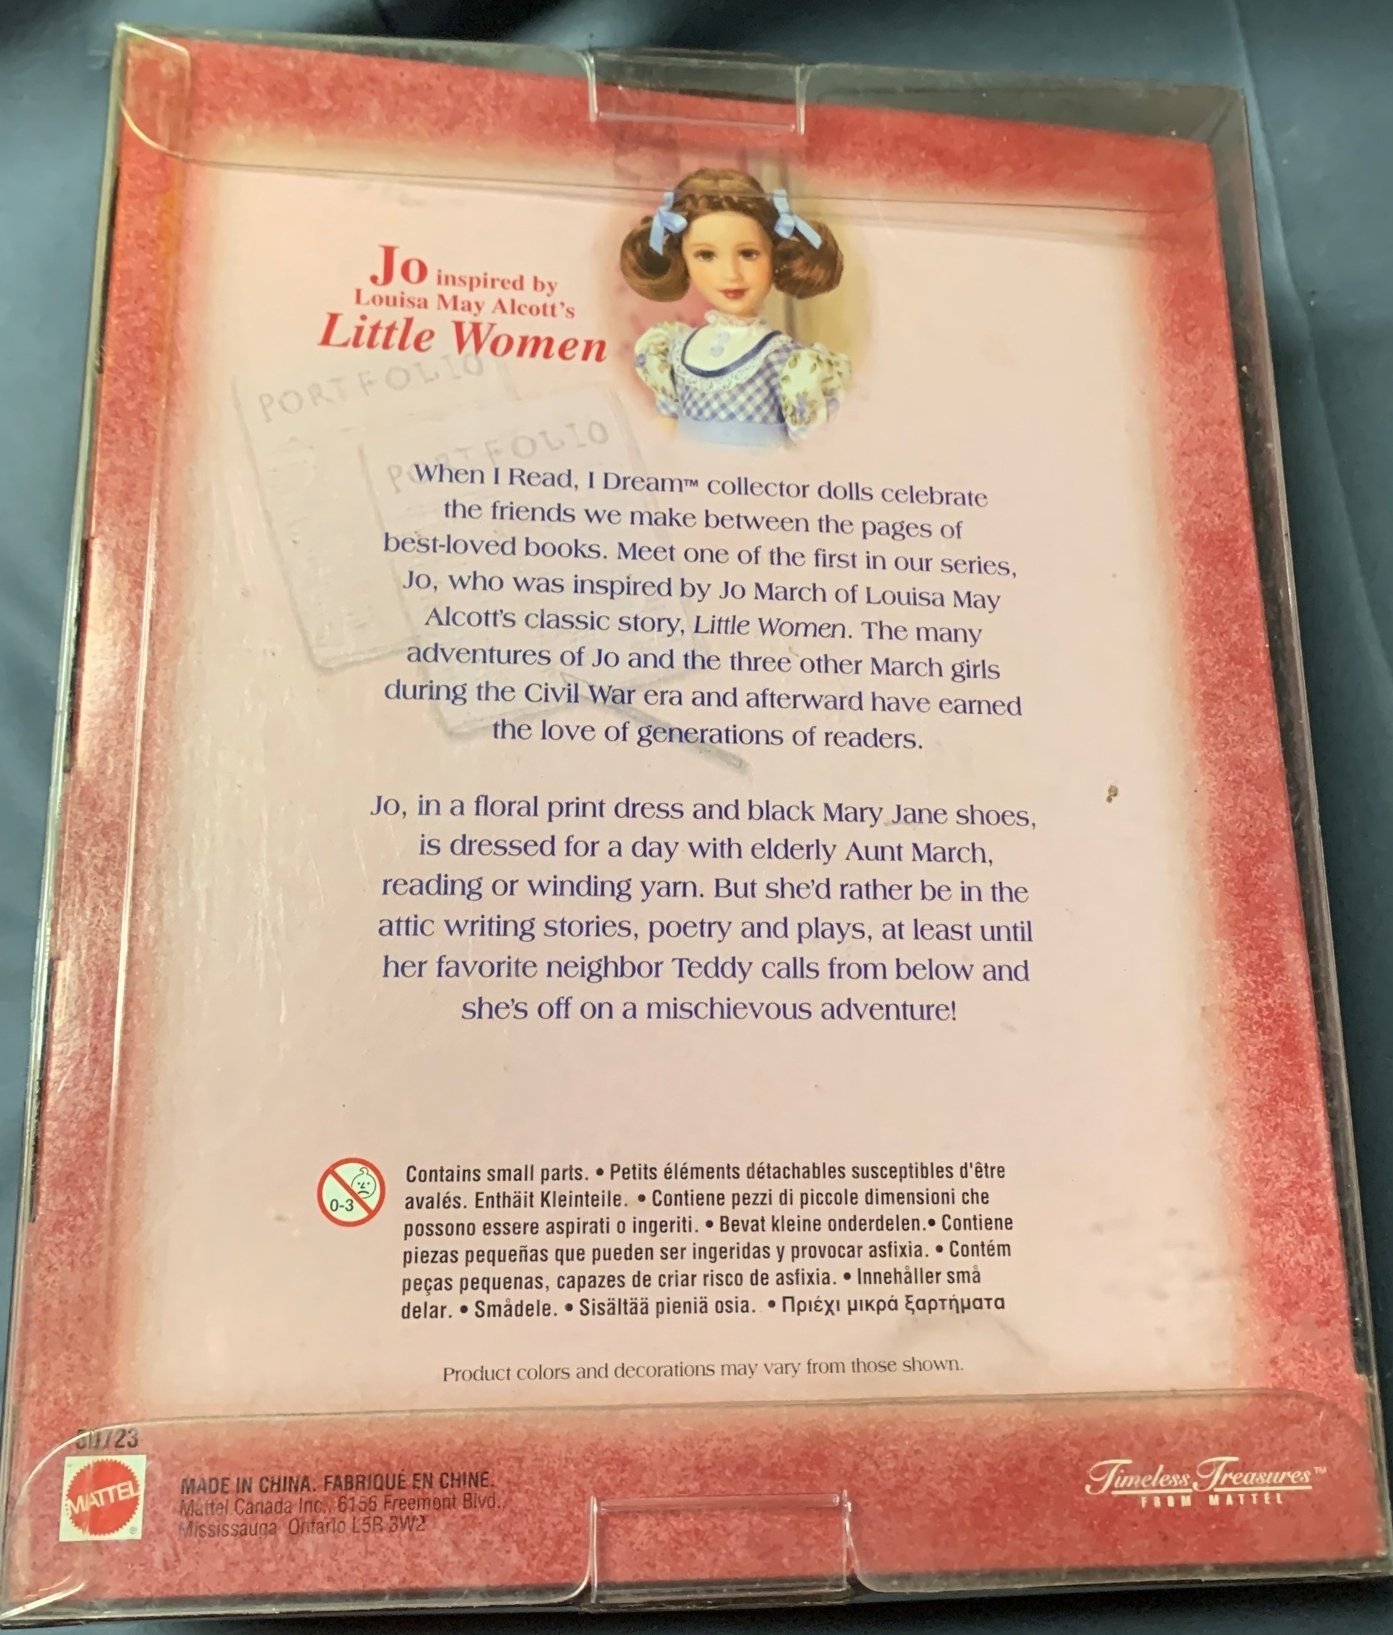 Jo inspired by
Louisa May Alcott's
Little Women
PORTFOLIO
PORTFOLIO
When I Read, I Dream™ collector dolls celebrate
the friends we make between the pages of
best-loved books. Meet one of the first in our series,
Jo, who was inspired by Jo March of Louisa May
Alcott's classic story, Little Women. The many
adventures of Jo and the three other March girls
during the Civil War era and afterward have earned
the love of generations of readers.
Jo, in a floral print dress and black Mary Jane shoes,
is dressed for a day with elderly Aunt March,
reading or winding yarn. But she'd rather be in the
attic writing stories, poetry and plays, at least until
her favorite neighbor Teddy calls from below and
she's off on a mischievous adventure!
0-3
Contains small parts. • Petits éléments détachables susceptibles d'être
avalés. Enthäit Kleinteile. • Contiene pezzi di piccole dimensioni che
possono essere aspirati o ingeriti. • Bevat kleine onderdelen.• Contiene
piezas pequeñas que pueden ser ingeridas y provocar asfixia. • Contém
peças pequenas, capazes de criar risco de asfixia. • Innehåller små
delar. • Smådele. • Sisältää pieniä osia. • Πριέχι μικρά ξαρτήματα
Product colors and decorations may vary from those shown.
MATTEL®
MADE IN CHINA. FABRIQUÉ EN CHINE.
Mattel Canada Inc., 6155 Freemont Blvd.,
Mississauga Ontario L5R 3W2
Timeless Treasures™
FROM MATTEL